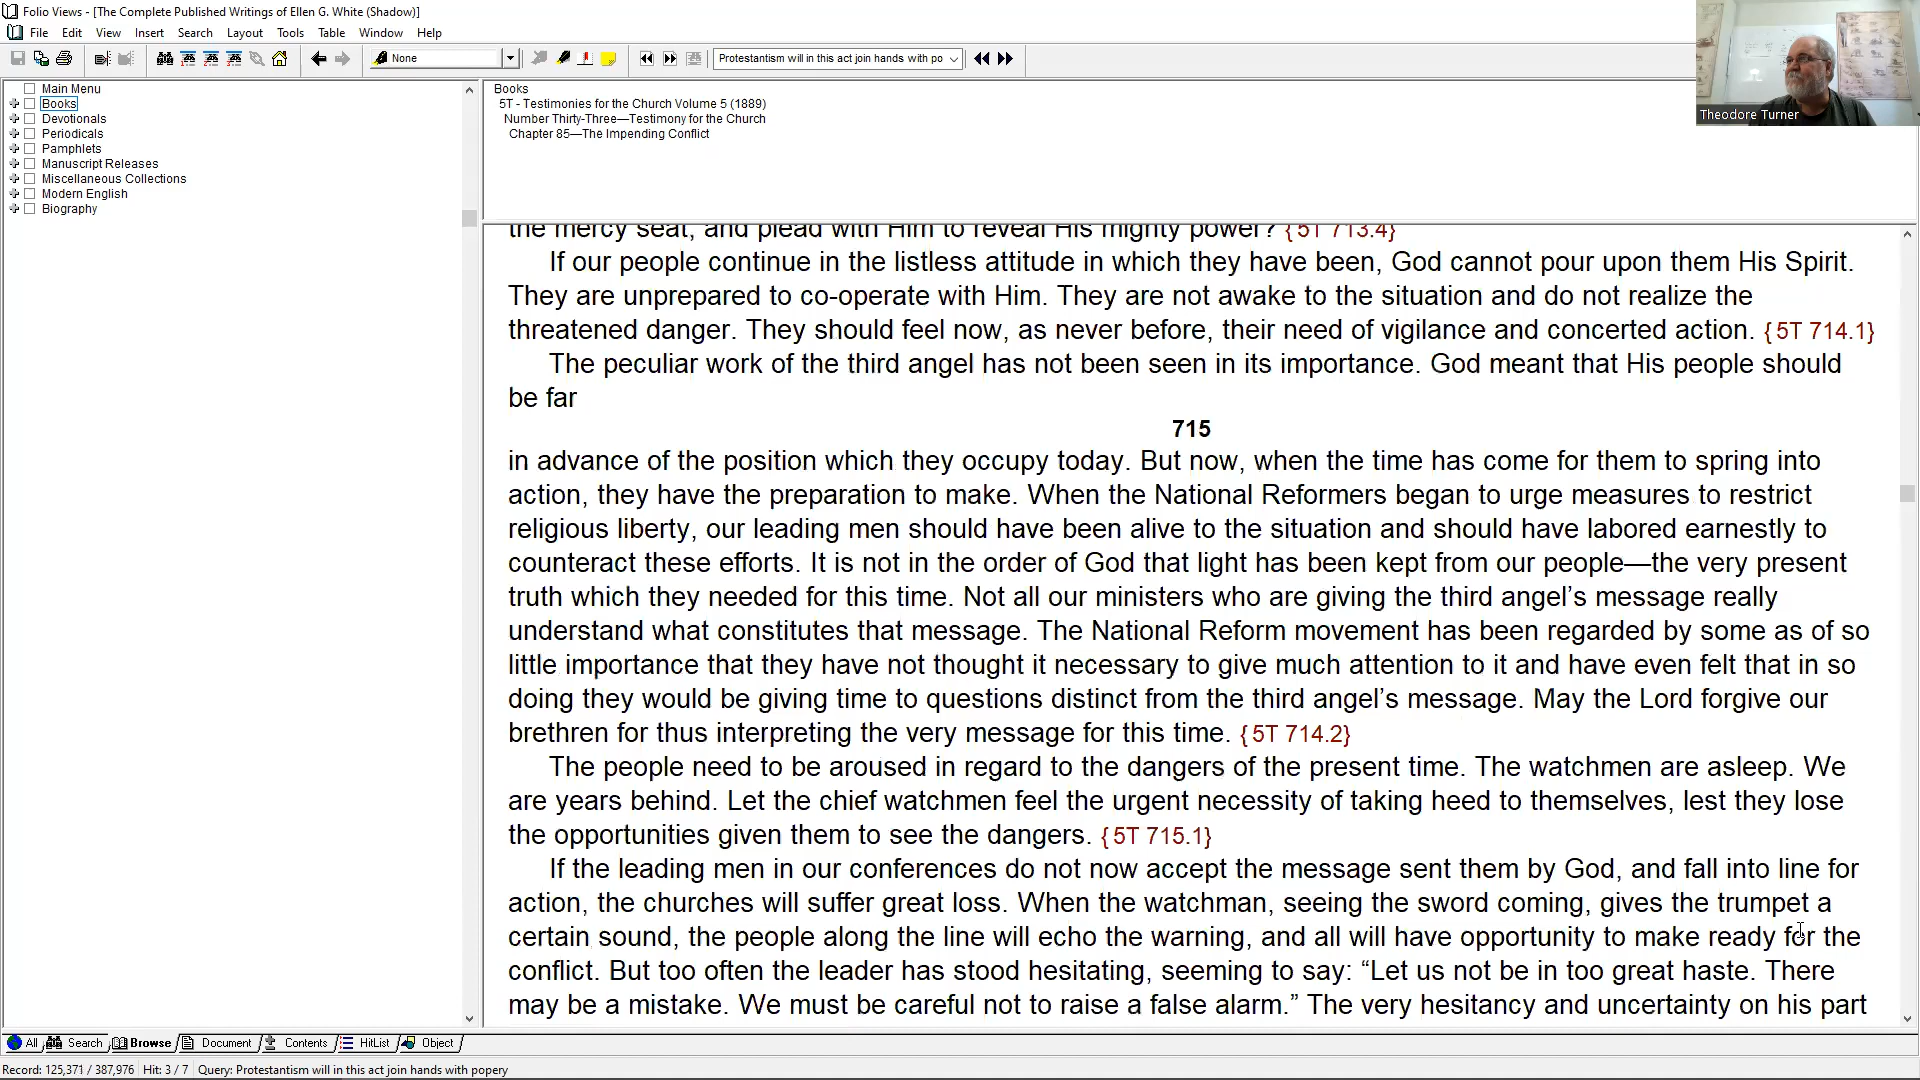 Folio Views - [The Complete Published Writings of Ellen G. White (Shadow)]
File Edit View Insert Search Layout Tools Table Window Help
None
Protestantism will in this act join hands with po
Main Menu
Books
Devotionals
Periodicals
Pamphlets
Manuscript Releases
Miscellaneous Collections
Modern English
Biography
Books
5T - Testimonies for the Church Volume 5 (1889)
Number Thirty-Three—Testimony for the Church
Chapter 85—The Impending Conflict
Theodore Turner
the mercy seat, and plead with Him to reveal His mighty power? {5T 713.4}
If our people continue in the listless attitude in which they have been, God cannot pour upon them His Spirit.
They are unprepared to co-operate with Him. They are not awake to the situation and do not realize the
threatened danger. They should feel now, as never before, their need of vigilance and concerted action. {5T 714.1}
The peculiar work of the third angel has not been seen in its importance. God meant that His people should
be far
715
in advance of the position which they occupy today. But now, when the time has come for them to spring into
action, they have the preparation to make. When the National Reformers began to urge measures to restrict
religious liberty, our leading men should have been alive to the situation and should have labored earnestly to
counteract these efforts. It is not in the order of God that light has been kept from our people—the very present
truth which they needed for this time. Not all our ministers who are giving the third angel’s message really
understand what constitutes that message. The National Reform movement has been regarded by some as of so
little importance that they have not thought it necessary to give much attention to it and have even felt that in so
doing they would be giving time to questions distinct from the third angel’s message. May the Lord forgive our
brethren for thus interpreting the very message for this time. {5T 714.2}
The people need to be aroused in regard to the dangers of the present time. The watchmen are asleep. We
are years behind. Let the chief watchmen feel the urgent necessity of taking heed to themselves, lest they lose
the opportunities given them to see the dangers. {5T 715.1}
If the leading men in our conferences do not now accept the message sent them by God, and fall into line for
action, the churches will suffer great loss. When the watchman, seeing the sword coming, gives the trumpet a
certain sound, the people along the line will echo the warning, and all will have opportunity to make ready for the
conflict. But too often the leader has stood hesitating, seeming to say: “Let us not be in too great haste. There
may be a mistake. We must be careful not to raise a false alarm.” The very hesitancy and uncertainty on his part
All Search Browse Document Contents HitList Object
Record: 125,371 / 387,976 Hit: 3 / 7 Query: Protestantism will in this act join hands with popery